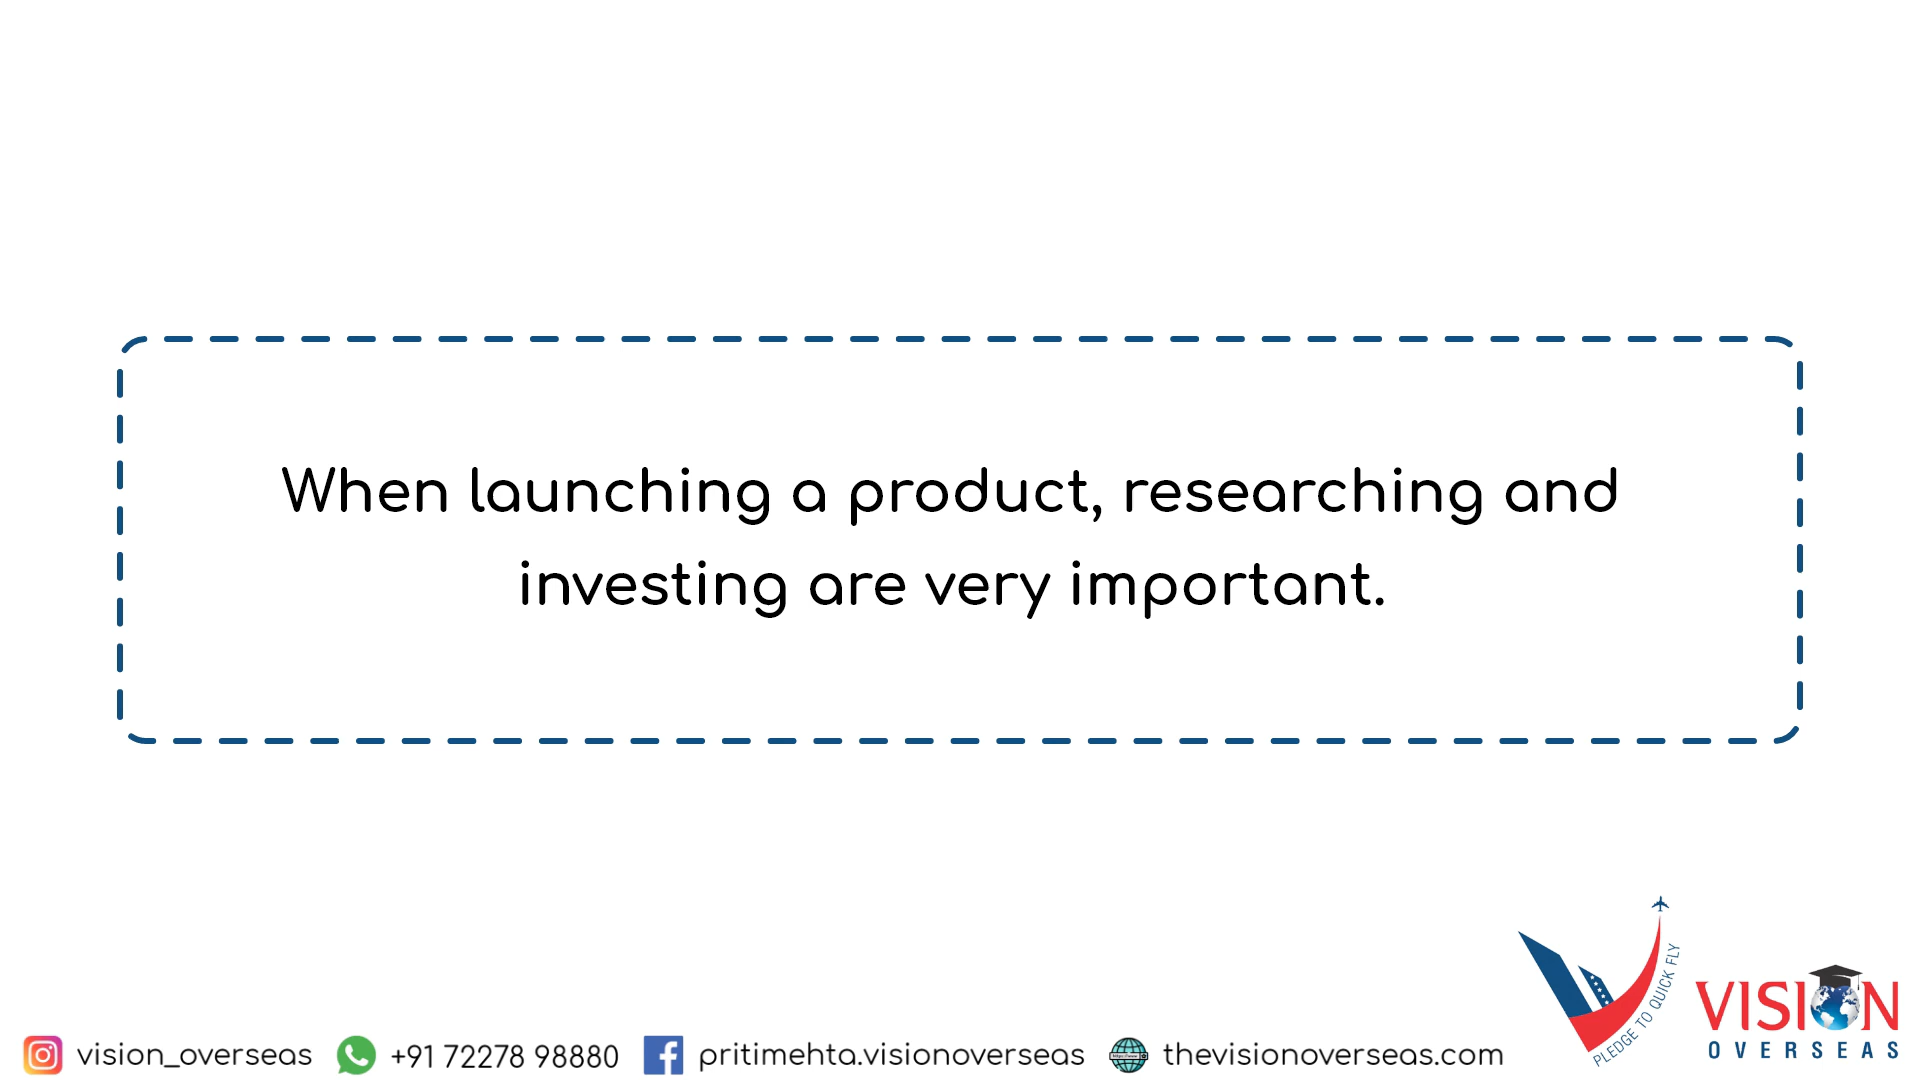 When launching a product, researching and
investing are very important.
PLEDGE TO QUICK FLY
VISION
OVERSEAS
vision_overseas
+91 72278 98880
pritimehta.visionoverseas
thevisionoverseas.com